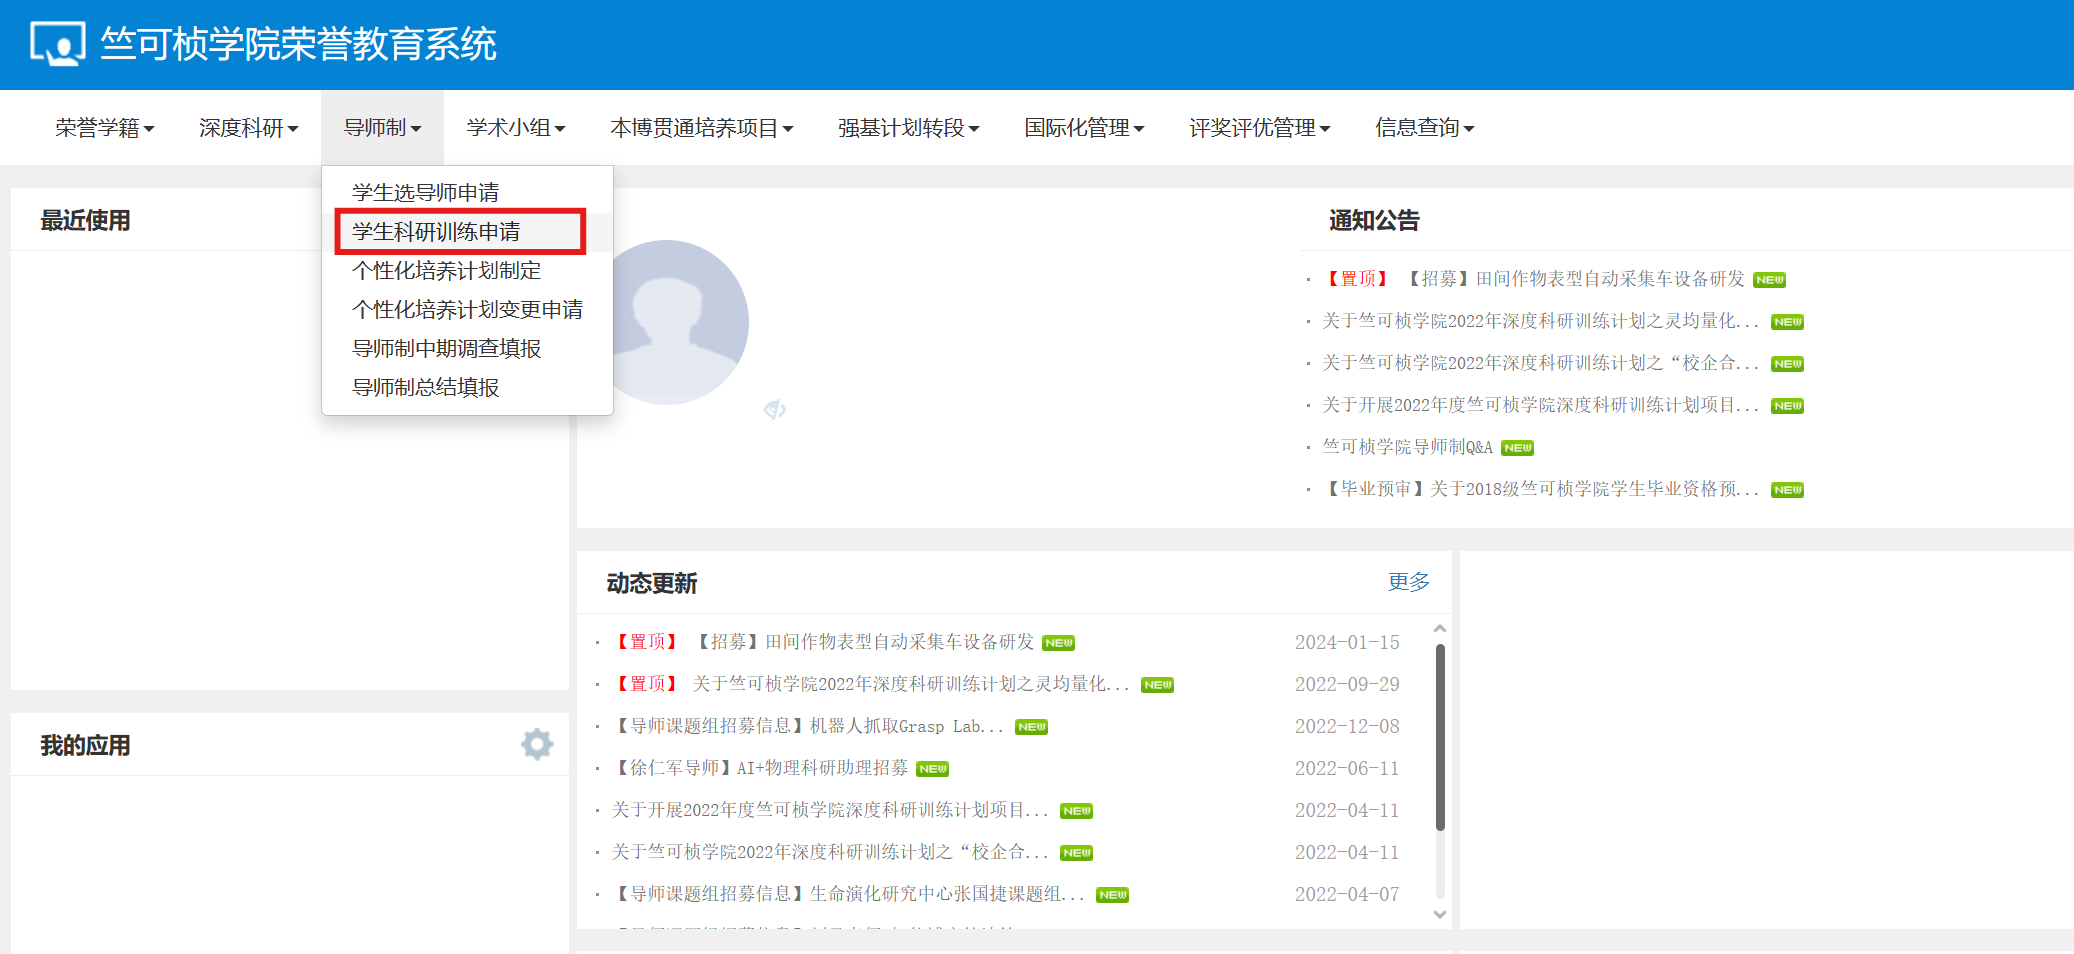 竺可桢学院荣誉教育系统
荣誉学籍 深度科研 导师制 学术小组 本博贯通培养项目 强基计划转段 国际化管理 评奖评优管理 信息查询
学生选导师申请
学生科研训练申请
个性化培养计划制定
个性化培养计划变更申请
导师制中期调查填报
导师制总结填报
最近使用
我的应用
通知公告
· 【置顶】 【招募】田间作物表型自动采集车设备研发 NEW
· 关于竺可桢学院2022年深度科研训练计划之灵均量化... NEW
· 关于竺可桢学院2022年深度科研训练计划之“校企合... NEW
· 关于开展2022年度竺可桢学院深度科研训练计划项目... NEW
· 竺可桢学院导师制Q&A NEW
· 【毕业预审】关于2018级竺可桢学院学生毕业资格预... NEW
动态更新 更多
· 【置顶】 【招募】田间作物表型自动采集车设备研发 NEW 2024-01-15
· 【置顶】 关于竺可桢学院2022年深度科研训练计划之灵均量化... NEW 2022-09-29
· 【导师课题组招募信息】机器人抓取Grasp Lab... NEW 2022-12-08
· 【徐仁军导师】AI+物理科研助理招募 NEW 2022-06-11
· 关于开展2022年度竺可桢学院深度科研训练计划项目... NEW 2022-04-11
· 关于竺可桢学院2022年深度科研训练计划之“校企合... NEW 2022-04-11
· 【导师课题组招募信息】生命演化研究中心张国捷课题组... NEW 2022-04-07